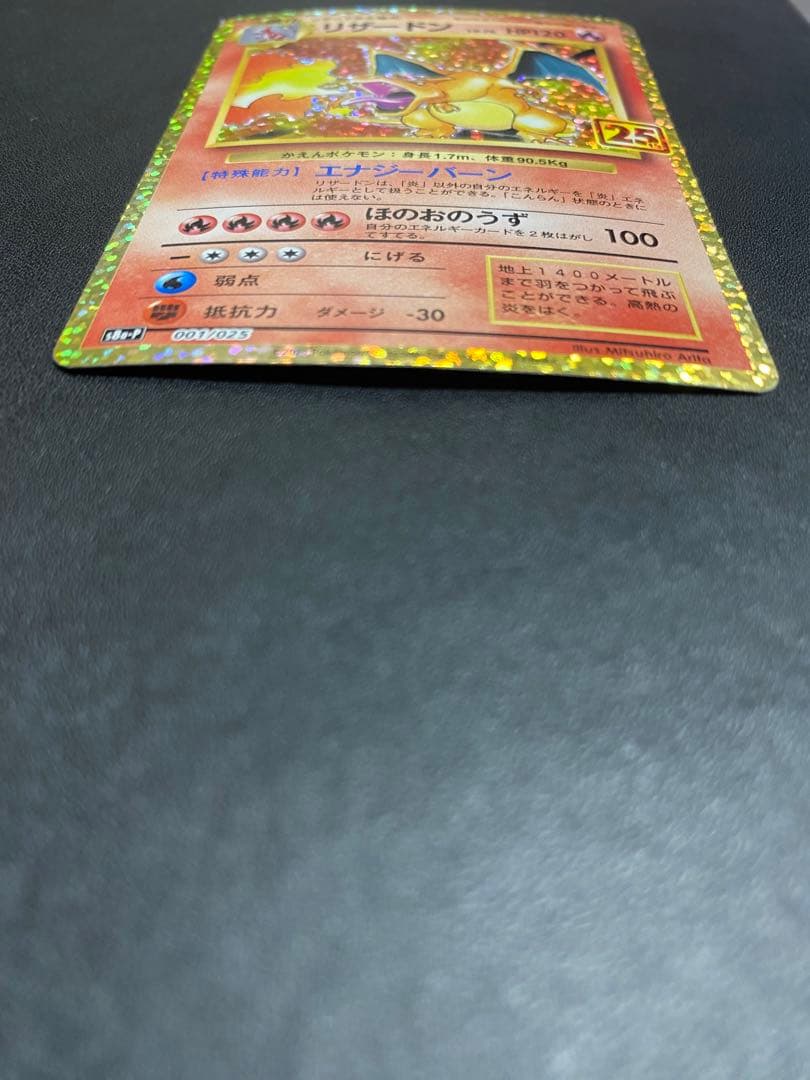 リザードン HP120
25
かえんポケモン：身長1.7m、体重90.5Kg
［特殊能力］ エナジーバーン
リザードンは、「炎」以外の自分のエネルギーを「炎」エネ
ルギーとして扱うことができる。「こんらん」状態のときに
は使えない。
ほのおのうず 100
自分のエネルギーカードを２枚はがし
てすてる。
にげる
弱点
抵抗力 ダメージ -30
地上１４００メートル
まで羽をつかって飛ぶ
ことができる。高熱の
炎をはく。
s8a-P 001/025
Illus. Mitsuhiro Arita